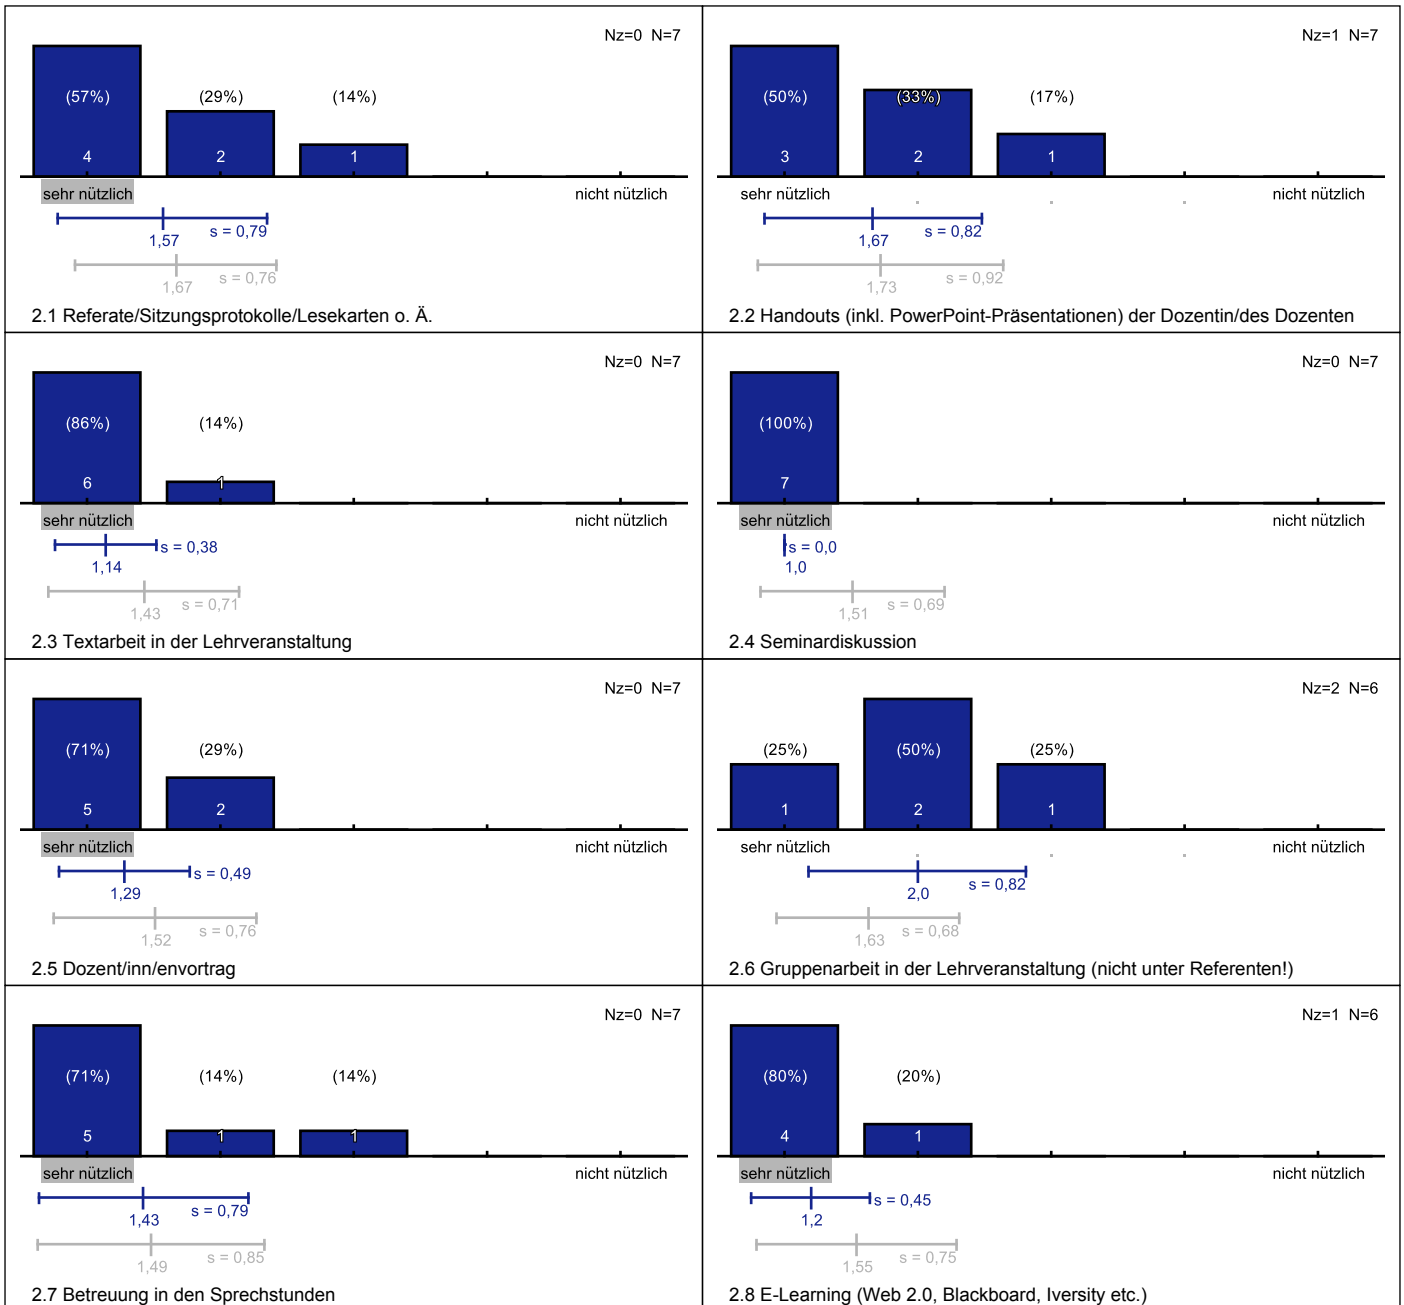 Nz=0 N=7
(57%) (29%) (14%)
4 2 1
sehr nützlich nicht nützlich
1,57 s = 0,79
1,67 s = 0,76
2.1 Referate/Sitzungsprotokolle/Lesekarten o. Ä.
Nz=1 N=7
(50%) (33%) (17%)
3 2 1
sehr nützlich nicht nützlich
1,67 s = 0,82
1,73 s = 0,92
2.2 Handouts (inkl. PowerPoint-Präsentationen) der Dozentin/des Dozenten
Nz=0 N=7
(86%) (14%)
6 1
sehr nützlich nicht nützlich
s = 0,38
1,14
1,43 s = 0,71
2.3 Textarbeit in der Lehrveranstaltung
Nz=0 N=7
(100%)
7
sehr nützlich nicht nützlich
s = 0,0
1,0
1,51 s = 0,69
2.4 Seminardiskussion
Nz=0 N=7
(71%) (29%)
5 2
sehr nützlich nicht nützlich
s = 0,49
1,29
1,52 s = 0,76
2.5 Dozent/inn/envortrag
Nz=2 N=6
(25%) (50%) (25%)
1 2 1
sehr nützlich nicht nützlich
2,0 s = 0,82
1,63 s = 0,68
2.6 Gruppenarbeit in der Lehrveranstaltung (nicht unter Referenten!)
Nz=0 N=7
(71%) (14%) (14%)
5 1 1
sehr nützlich nicht nützlich
1,43 s = 0,79
1,49 s = 0,85
2.7 Betreuung in den Sprechstunden
Nz=1 N=6
(80%) (20%)
4 1
sehr nützlich nicht nützlich
s = 0,45
1,2
1,55 s = 0,75
2.8 E-Learning (Web 2.0, Blackboard, Iversity etc.)